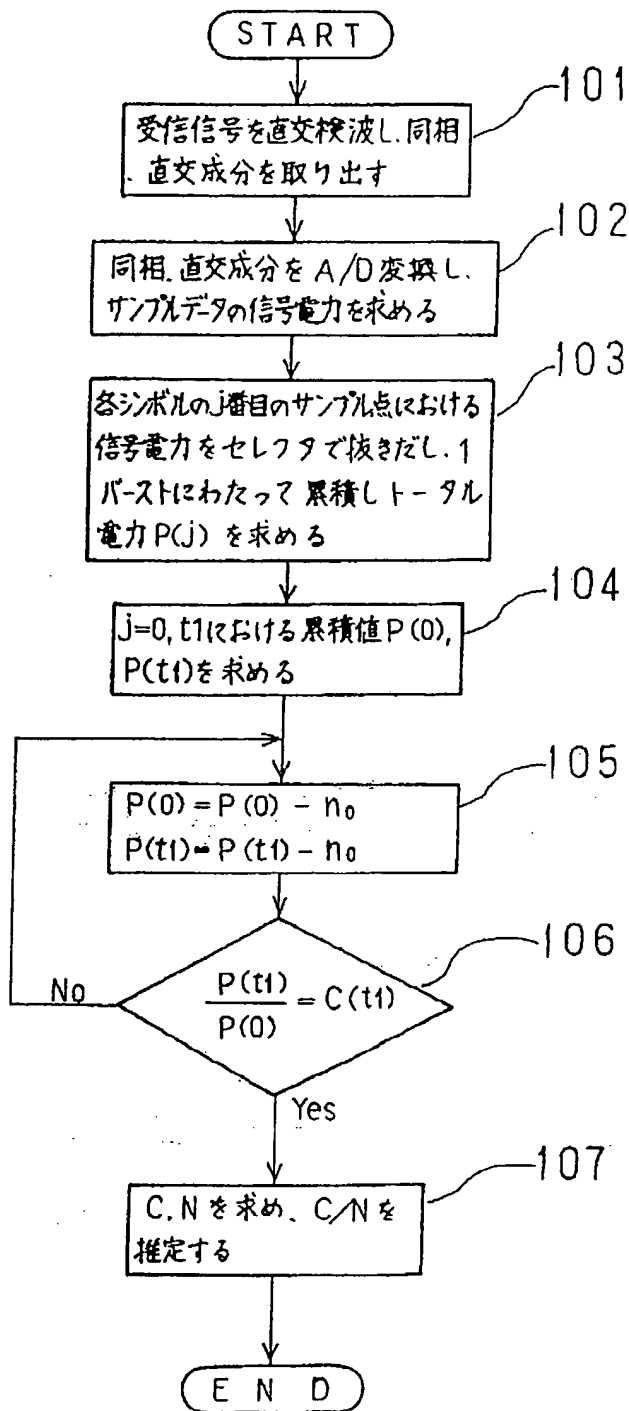 START
101
受信信号を直交検波し、同相
、直交成分を取り出す
102
同相、直交成分をA/D変換し、
サンプルデータの信号電力を求める
103
各シンボルのj番目のサンプル点における
信号電力をセレクタで抜きだし、1
バーストにわたって累積しトータル
電力P(j)を求める
104
j=0,t1における累積値P(0),
P(t1)を求める
105
P(0)=P(0)-n₀
P(t1)=P(t1)-n₀
106
P(t1)
P(0)
=C(t1)
No
Yes
107
C,Nを求め、C/Nを
推定する
END